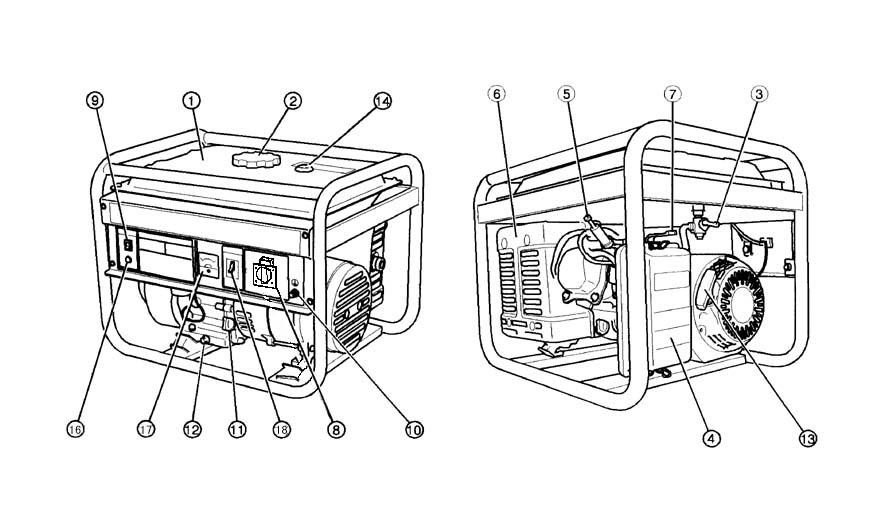 ⑨ ① ② ⑭ ⑥ ⑤ ⑦ ③
⑯ ⑰ ⑫ ⑪ ⑱ ⑧ ⑩ ④ ⑬